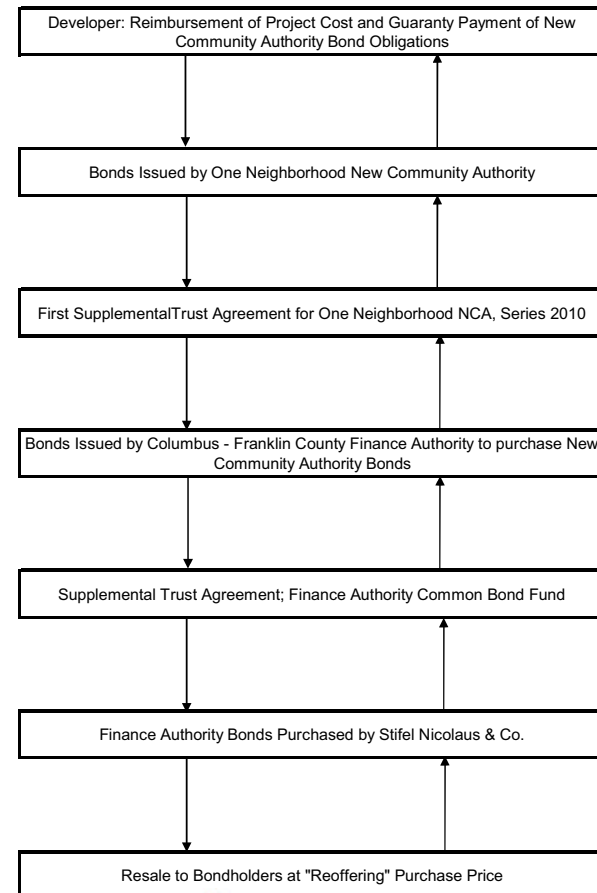 Developer: Reimbursement of Project Cost and Guaranty Payment of New
Community Authority Bond Obligations
Bonds Issued by One Neighborhood New Community Authority
First SupplementalTrust Agreement for One Neighborhood NCA, Series 2010
Bonds Issued by Columbus - Franklin County Finance Authority to purchase New
Community Authority Bonds
Supplemental Trust Agreement; Finance Authority Common Bond Fund
Finance Authority Bonds Purchased by Stifel Nicolaus & Co.
Resale to Bondholders at "Reoffering" Purchase Price